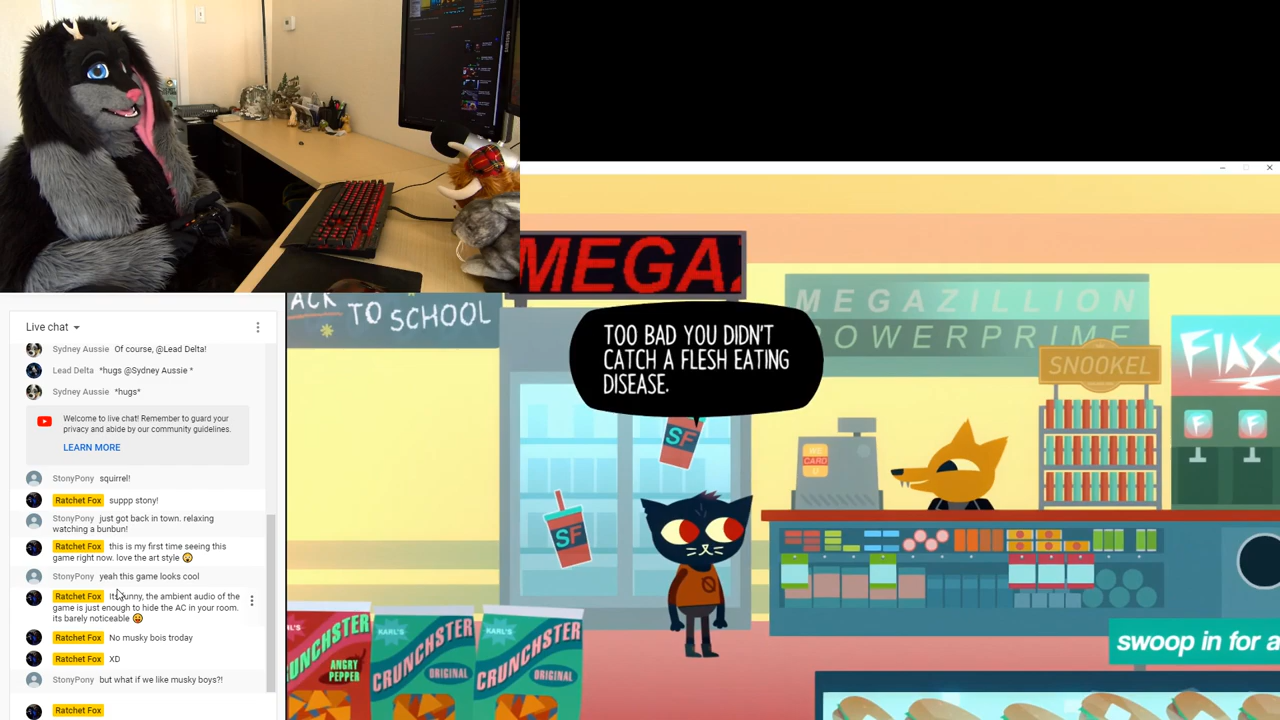 Live chat
Sydney Aussie Of course, @Lead Delta!
Lead Delta *hugs @Sydney Aussie *
Sydney Aussie *hugs*
Welcome to live chat! Remember to guard your
privacy and abide by our community guidelines.
LEARN MORE
StonyPony squirrel!
Ratchet Fox suppp stony!
StonyPony just got back in town. relaxing
watching a bunbun!
Ratchet Fox this is my first time seeing this
game right now. love the art style
StonyPony yeah this game looks cool
Ratchet Fox Its funny, the ambient audio of the
game is just enough to hide the AC in your room.
its barely noticeable
Ratchet Fox No musky bois troday
Ratchet Fox XD
StonyPony but what if we like musky boys?!
Ratchet Fox
MEGAZ
ACK
TO SCHOOL
TOO BAD YOU DIDN'T
CATCH A FLESH EATING
DISEASE.
MEGAZILLION
POWERPRIME
SNOOKEL
FIASC
F
F
SF
SF
WE
CARD
U
KARL'S
CRUNCHSTER
ORIGINAL
KARL'S
CRUNCHSTER
ORIGINAL
RL'S
UNCHSTER
ANGRY
PEPPER
swoop in for a